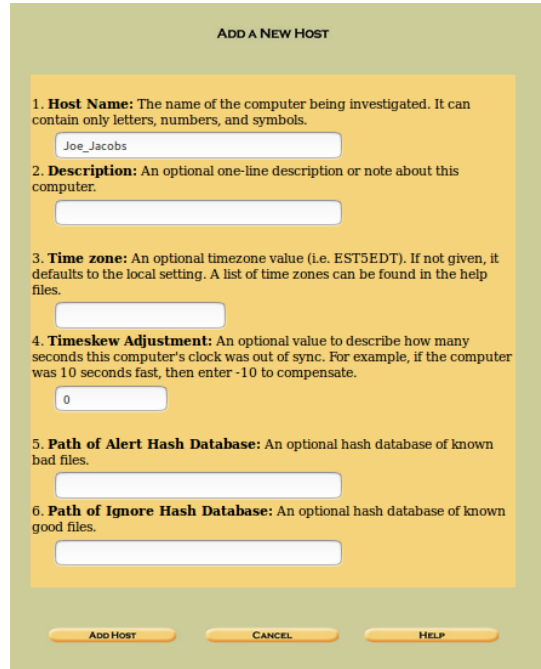 ADD A NEW HOST
1. Host Name: The name of the computer being investigated. It can
contain only letters, numbers, and symbols.
Joe_Jacobs
2. Description: An optional one-line description or note about this
computer.
3. Time zone: An optional timezone value (i.e. EST5EDT). If not given, it
defaults to the local setting. A list of time zones can be found in the help
files.
4. Timeskew Adjustment: An optional value to describe how many
seconds this computer's clock was out of sync. For example, if the computer
was 10 seconds fast, then enter -10 to compensate.
0
5. Path of Alert Hash Database: An optional hash database of known
bad files.
6. Path of Ignore Hash Database: An optional hash database of known
good files.
ADD HOST CANCEL HELP